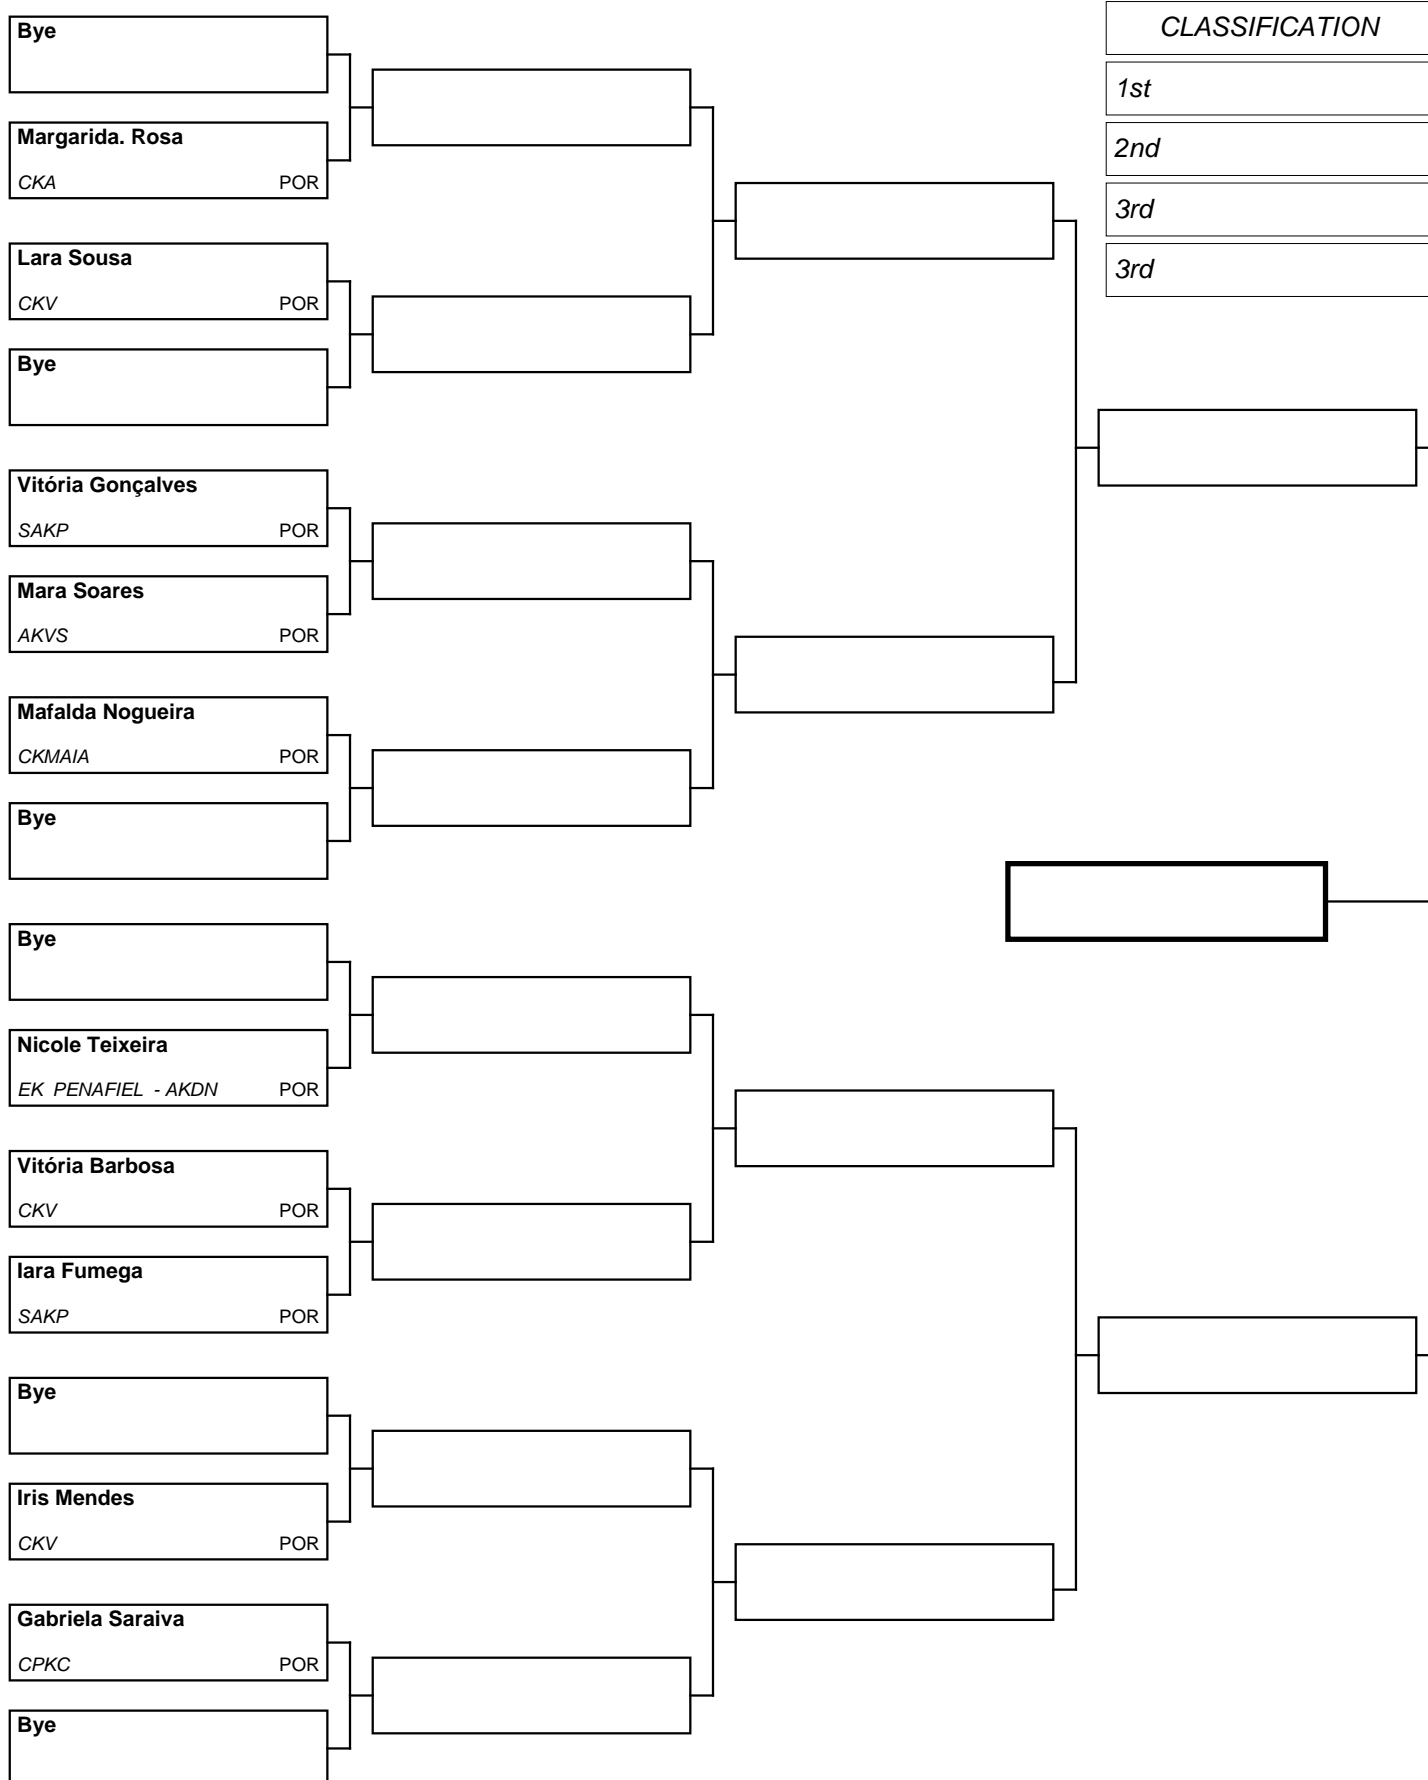 Bye
Margarida. Rosa
CKA POR
Lara Sousa
CKV POR
Bye
Vitória Gonçalves
SAKP POR
Mara Soares
AKVS POR
Mafalda Nogueira
CKMAIA POR
Bye
Bye
Nicole Teixeira
EK PENAFIEL - AKDN POR
Vitória Barbosa
CKV POR
Iara Fumega
SAKP POR
Bye
Iris Mendes
CKV POR
Gabriela Saraiva
CPKC POR
Bye
CLASSIFICATION
1st
2nd
3rd
3rd